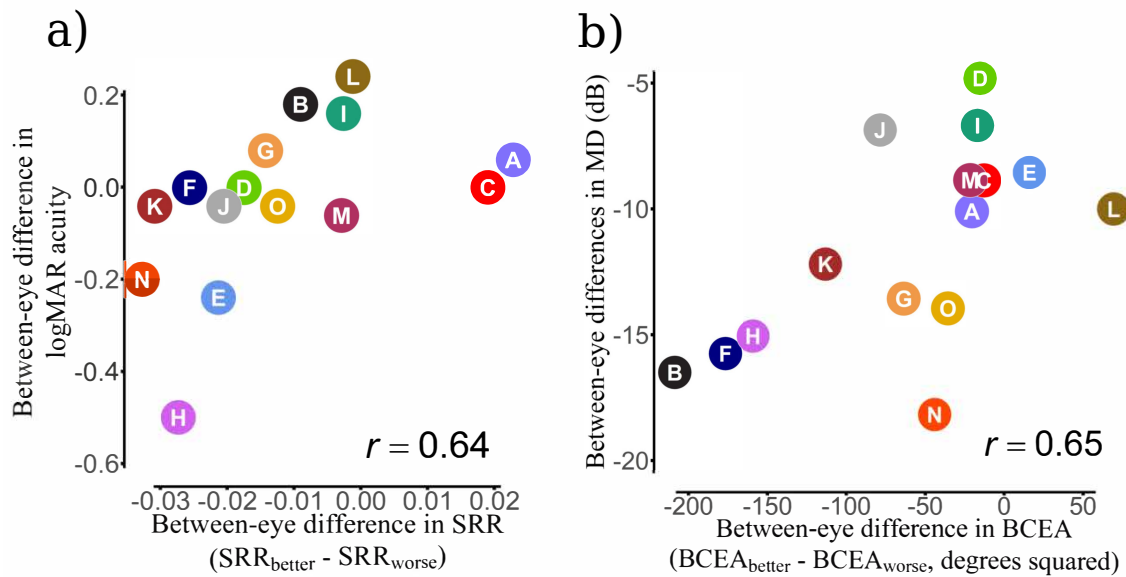 a)
Between-eye difference in
logMAR acuity
0.2
0.0
-0.2
-0.4
-0.6
L
B
I
G
A
F
D
C
K
J
O
M
N
E
H
r = 0.64
-0.03 -0.02 -0.01 0.00 0.01 0.02
Between-eye difference in SRR
(SRRbetter - SRRworse)
b)
Between-eye differences in MD (dB)
-5
-10
-15
-20
D
I
J
E
M
C
A
L
K
G
O
H
F
B
N
r = 0.65
-200 -150 -100 -50 0 50
Between-eye difference in BCEA
(BCEAbetter - BCEAworse, degrees squared)